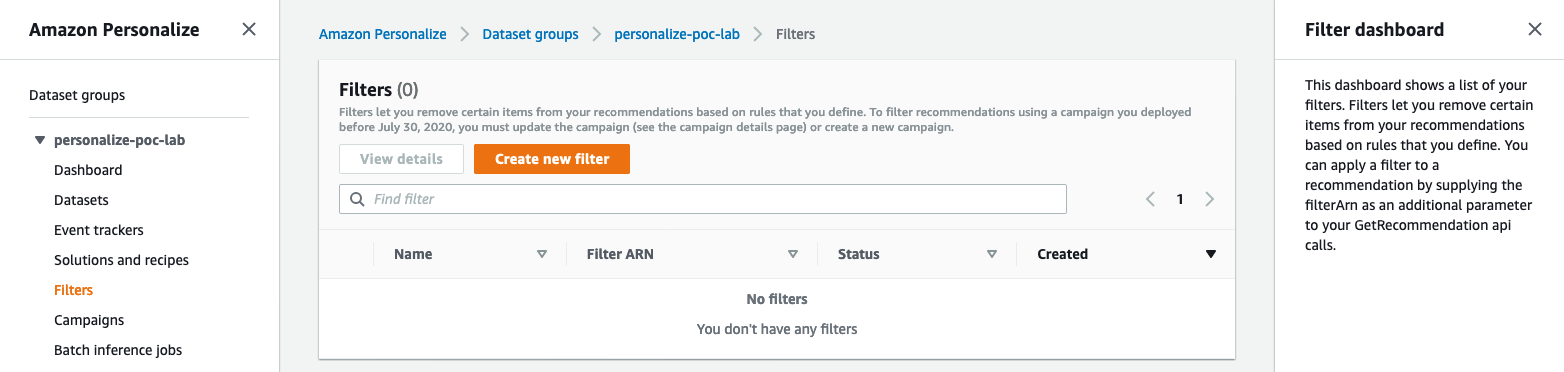 Amazon Personalize
Dataset groups
personalize-poc-lab
Dashboard
Datasets
Event trackers
Solutions and recipes
Filters
Campaigns
Batch inference jobs
Amazon Personalize
Dataset groups
personalize-poc-lab
Filters
Filters (0)
Filters let you remove certain items from your recommendations based on rules that you define. To filter recommendations using a campaign you deployed
before July 30, 2020, you must update the campaign (see the campaign details page) or create a new campaign.
View details
Create new filter
Find filter
1
Name
Filter ARN
Status
Created
No filters
You don't have any filters
Filter dashboard
This dashboard shows a list of your
filters. Filters let you remove certain
items from your recommendations
based on rules that you define. You
can apply a filter to a
recommendation by supplying the
filterArn as an additional parameter
to your GetRecommendation api
calls.